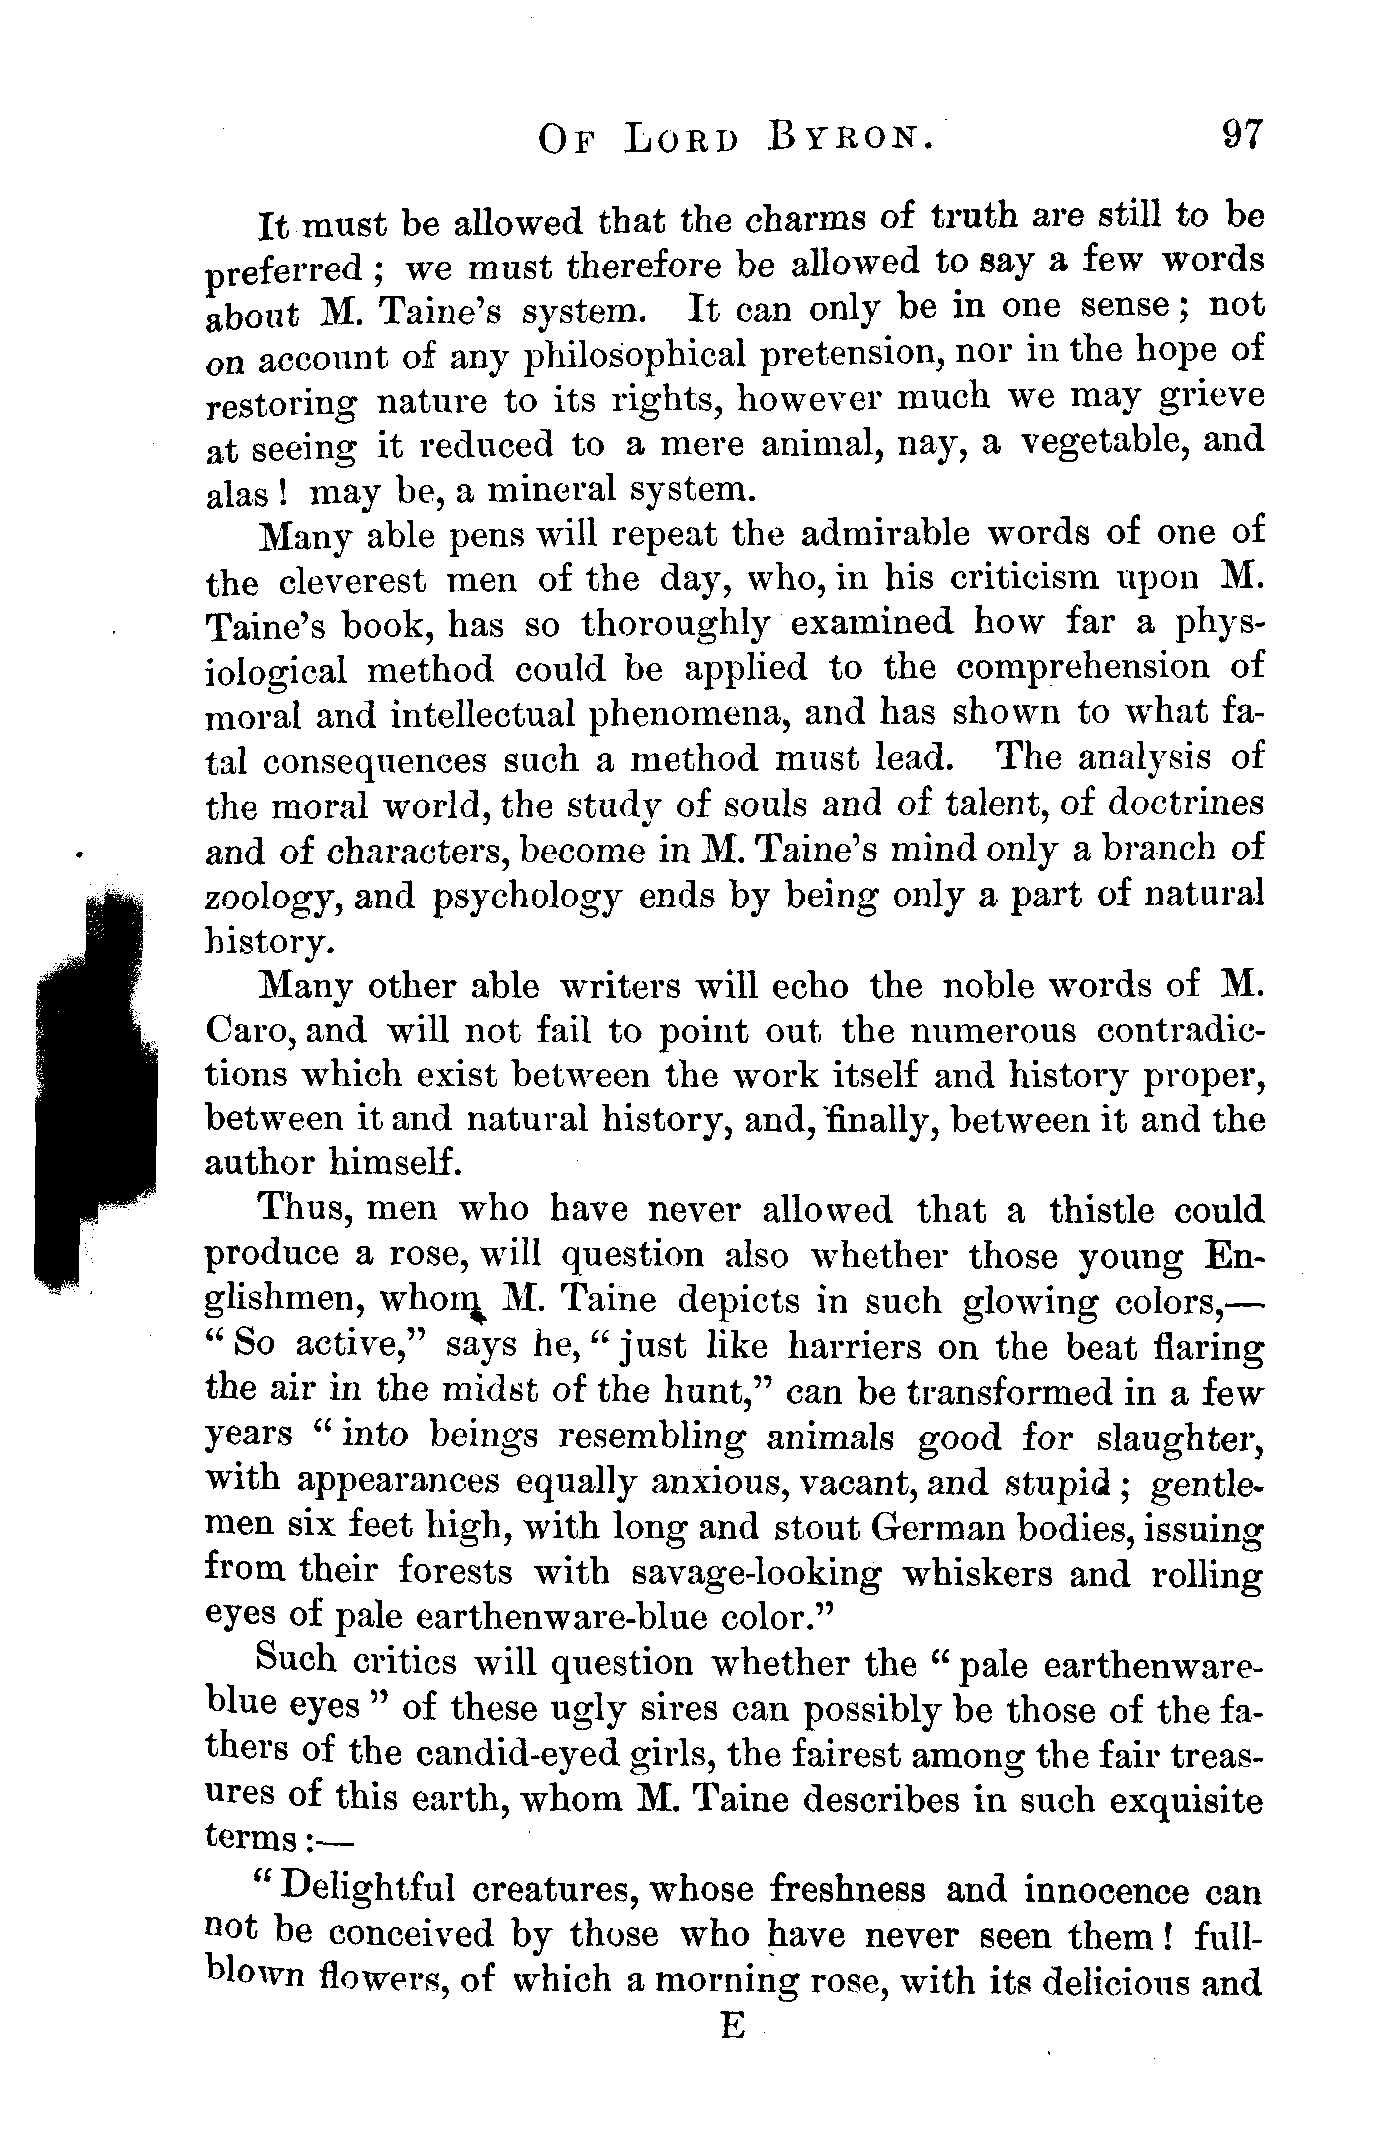 OF LORD BYRON. 97
It must be allowed that the charms of truth are still to be
preferred ; we must therefore be allowed to say a few words
about M. Taine's system. It can only be in one sense ; not
on account of any philosophical pretension, nor in the hope of
restoring nature to its rights, however much we may grieve
at seeing it reduced to a mere animal, nay, a vegetable, and
alas ! may be, a mineral system.
Many able pens will repeat the admirable words of one of
the cleverest men of the day, who, in his criticism upon M.
Taine's book, has so thoroughly examined how far a phys-
iological method could be applied to the comprehension of
moral and intellectual phenomena, and has shown to what fa-
tal consequences such a method must lead. The analysis of
the moral world, the study of souls and of talent, of doctrines
and of characters, become in M. Taine's mind only a branch of
zoology, and psychology ends by being only a part of natural
history.
Many other able writers will echo the noble words of M.
Caro, and will not fail to point out the numerous contradic-
tions which exist between the work itself and history proper,
between it and natural history, and, finally, between it and the
author himself.
Thus, men who have never allowed that a thistle could
produce a rose, will question also whether those young En-
glishmen, whom M. Taine depicts in such glowing colors,—
“ So active,” says he, “ just like harriers on the beat flaring
the air in the midst of the hunt,” can be transformed in a few
years “ into beings resembling animals good for slaughter,
with appearances equally anxious, vacant, and stupid ; gentle-
men six feet high, with long and stout German bodies, issuing
from their forests with savage-looking whiskers and rolling
eyes of pale earthenware-blue color.”
Such critics will question whether the “ pale earthenware-
blue eyes ” of these ugly sires can possibly be those of the fa-
thers of the candid-eyed girls, the fairest among the fair treas-
ures of this earth, whom M. Taine describes in such exquisite
terms :—
“ Delightful creatures, whose freshness and innocence can
not be conceived by those who have never seen them ! full-
blown flowers, of which a morning rose, with its delicious and
E